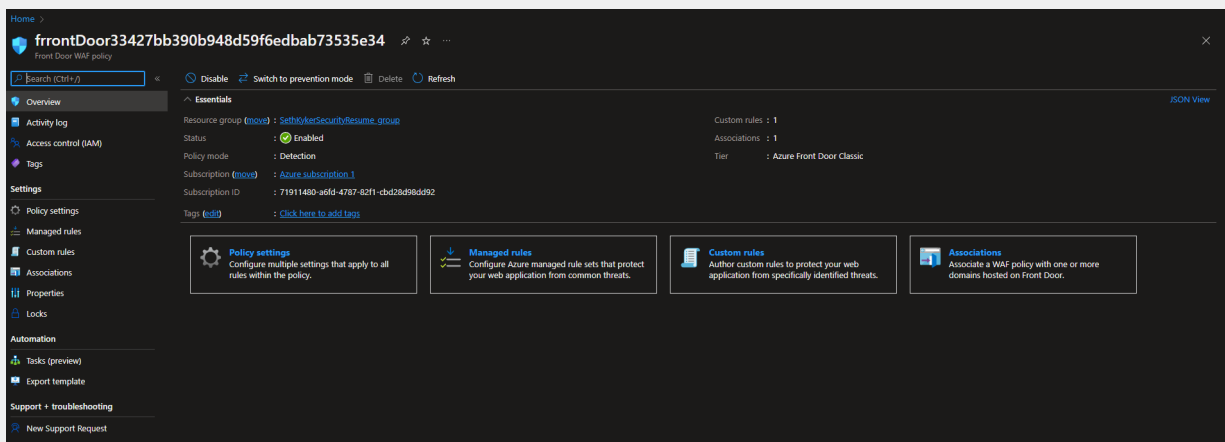 Home >
frrontDoor33427bb390b948d59f6edbab73535e34 ...
Front Door WAF policy
Search (Ctrl+/) «
Disable Switch to prevention mode Delete Refresh
Overview
Activity log
Access control (IAM)
Tags
Settings
Policy settings
Managed rules
Custom rules
Associations
Properties
Locks
Automation
Tasks (preview)
Export template
Support + troubleshooting
New Support Request
Essentials
JSON View
Resource group (move) : SethKykerSecurityResume_group
Status : Enabled
Policy mode : Detection
Subscription (move) : Azure subscription 1
Subscription ID : 71911480-a6fd-4787-82f1-cbd28d98dd92
Tags (edit) : Click here to add tags
Custom rules : 1
Associations : 1
Tier : Azure Front Door Classic
Policy settings
Configure multiple settings that apply to all
rules within the policy.
Managed rules
Configure Azure managed rule sets that protect
your web application from common threats.
Custom rules
Author custom rules to protect your web
application from specifically identified threats.
Associations
Associate a WAF policy with one or more
domains hosted on Front Door.